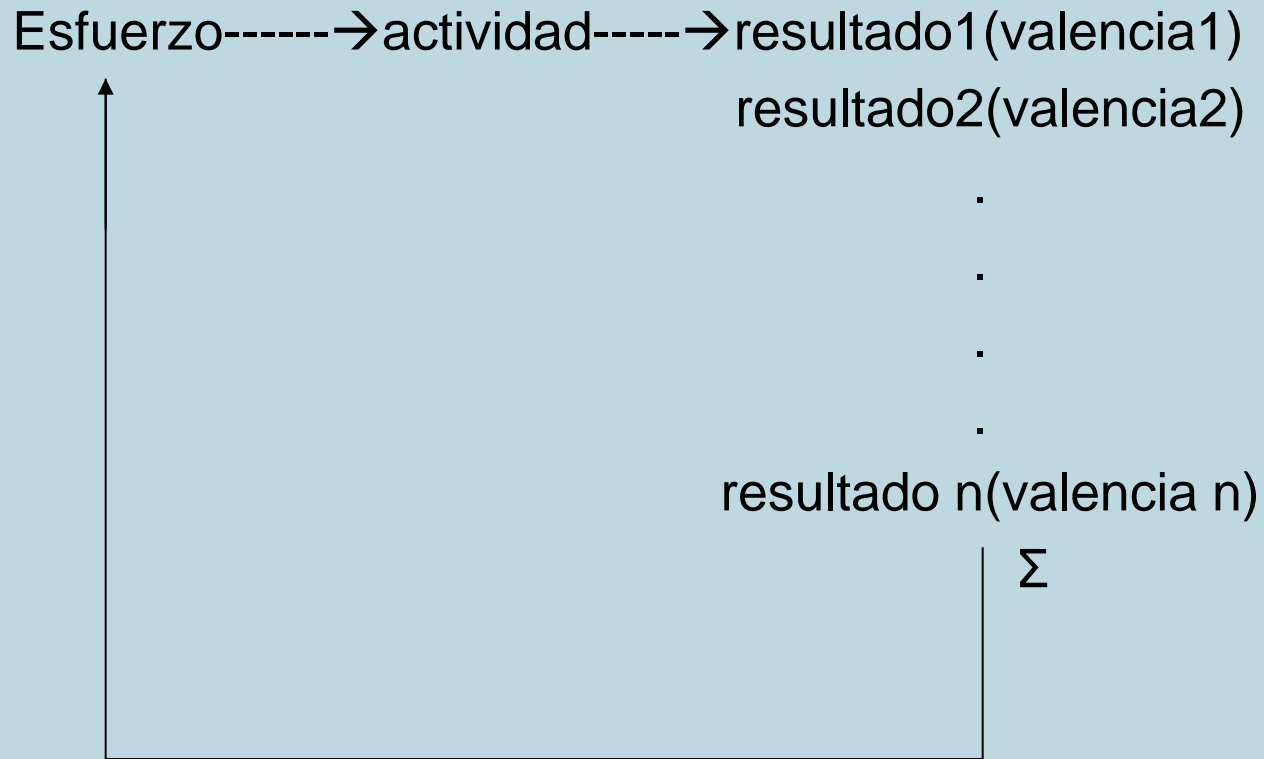 Esfuerzo------→actividad-----→resultado1(valencia1)
resultado2(valencia2)
.
.
.
.
resultado n(valencia n)
Σ